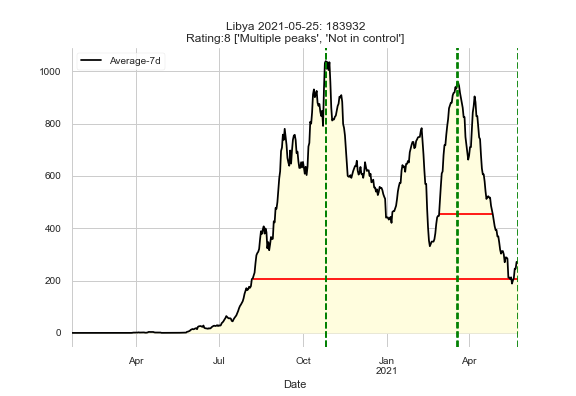 Libya 2021-05-25: 183932
Rating:8 ['Multiple peaks', 'Not in control']
Average-7d
1000
800
600
400
200
0
Apr
Jul
Oct
Jan
2021
Apr
Date